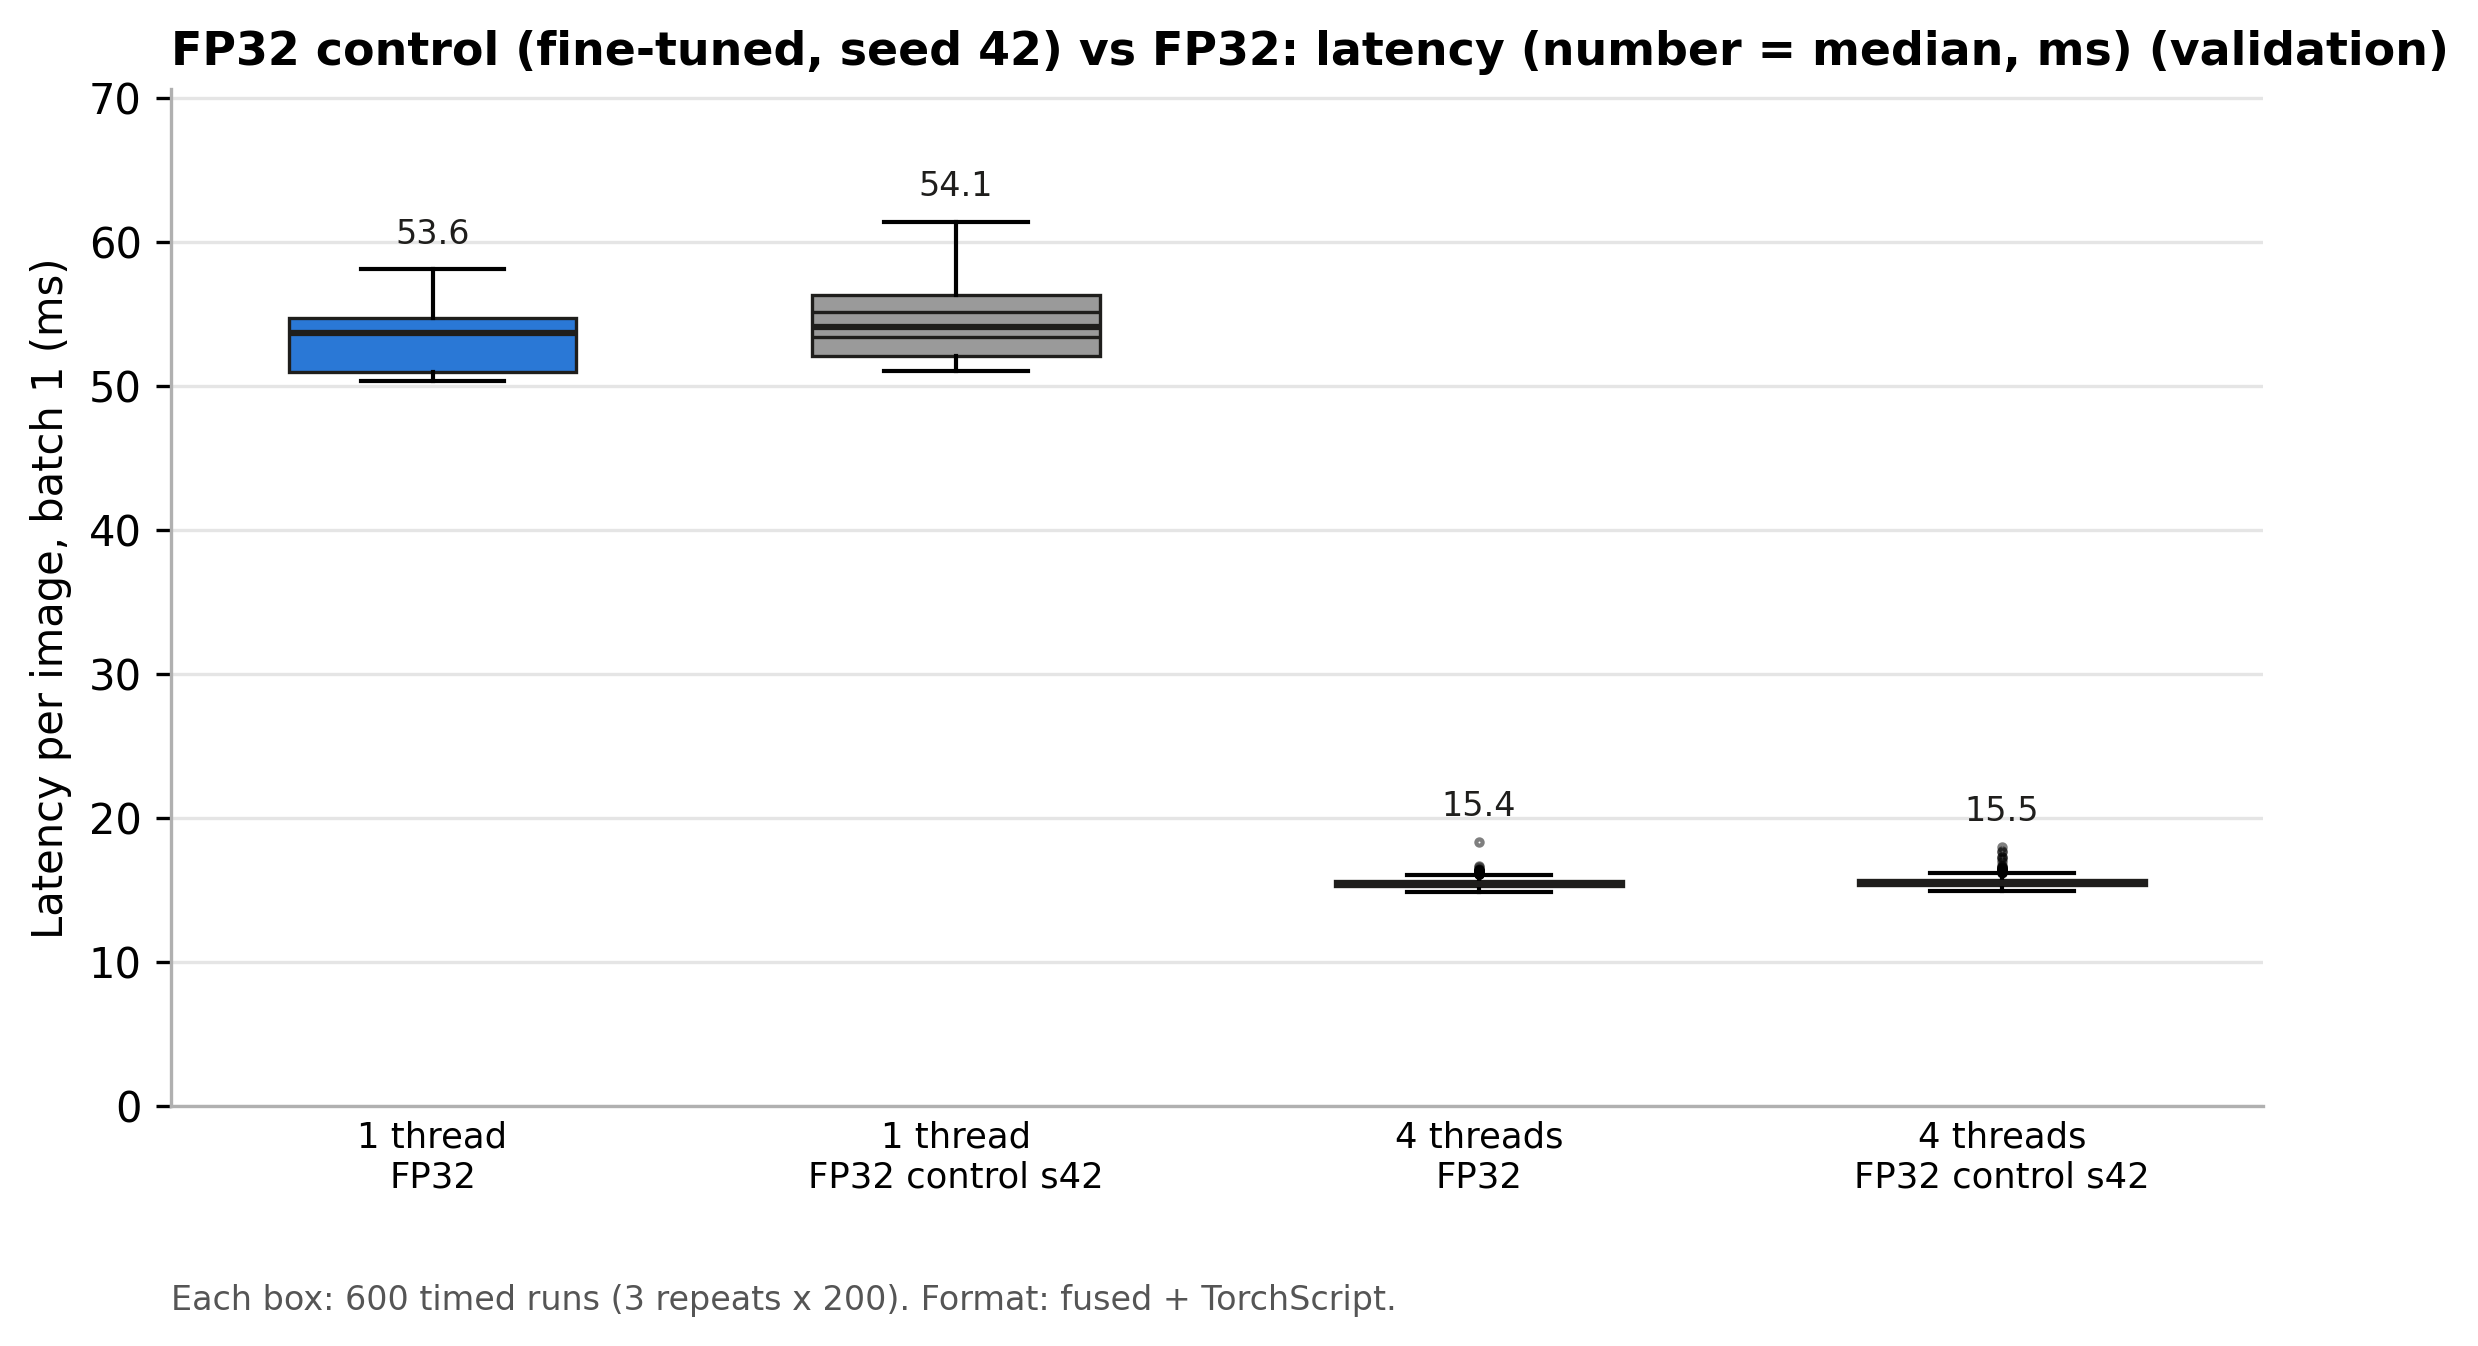 FP32 control (fine-tuned, seed 42) vs FP32: latency (number = median, ms) (validation)
Latency per image, batch 1 (ms)
70
60
50
40
30
20
10
0
53.6
54.1
15.4
15.5
1 thread
FP32
1 thread
FP32 control s42
4 threads
FP32
4 threads
FP32 control s42
Each box: 600 timed runs (3 repeats x 200). Format: fused + TorchScript.